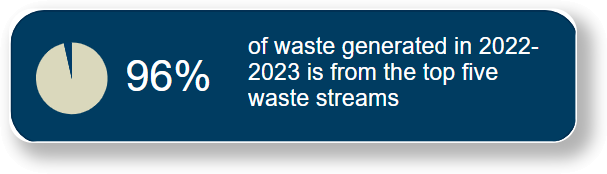 96%
of waste generated in 2022-
2023 is from the top five
waste streams